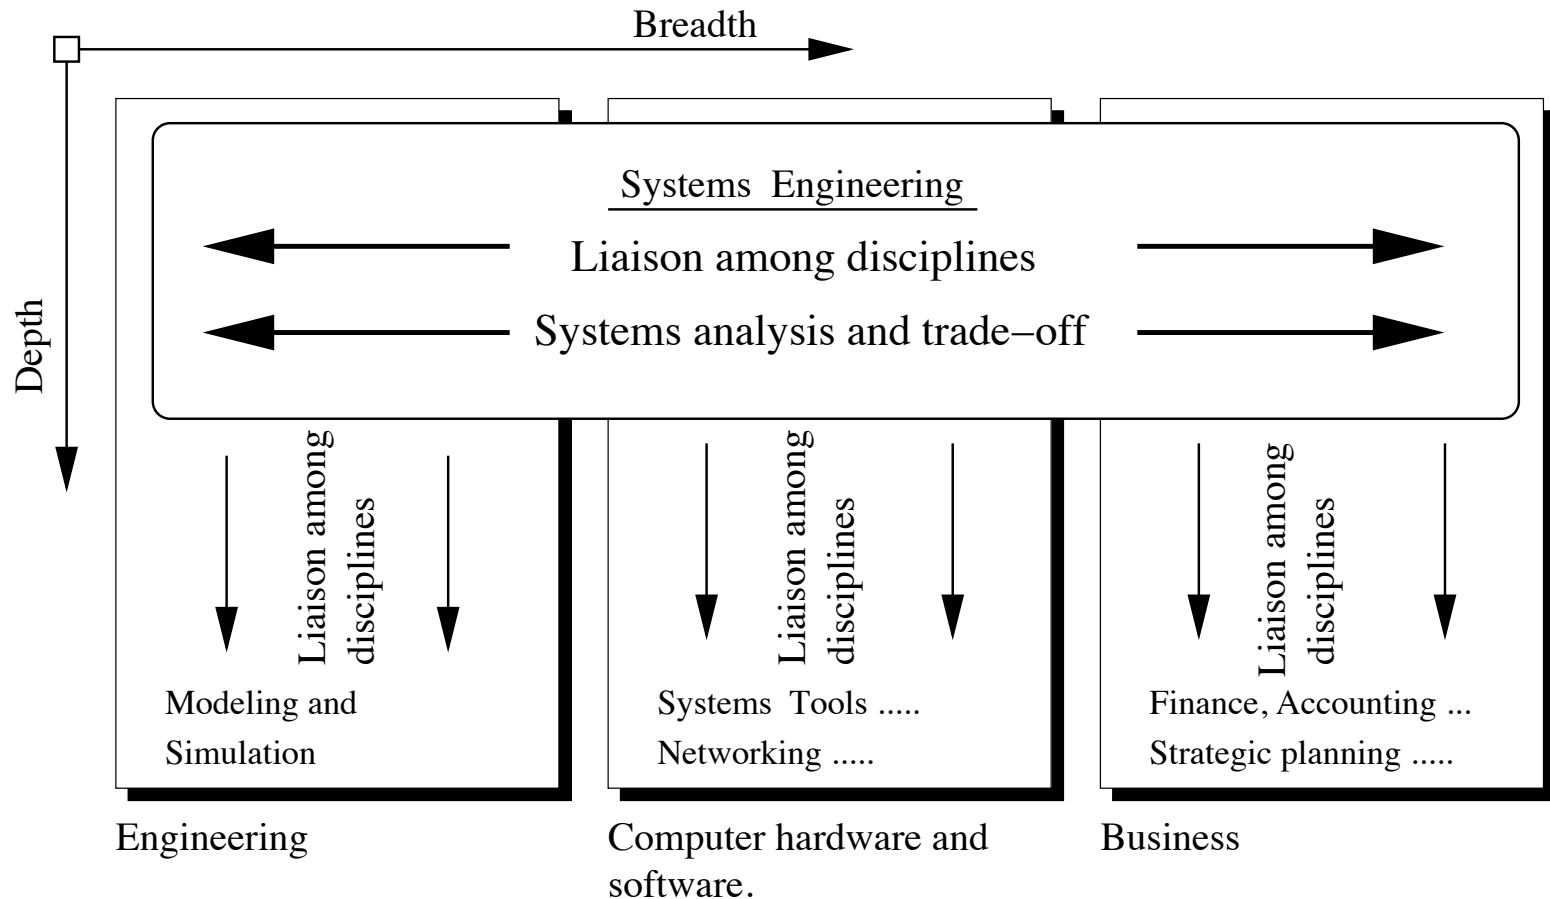 Breadth
Depth
Systems Engineering
Liaison among disciplines
Systems analysis and trade–off
Liaison among
disciplines
Liaison among
disciplines
Liaison among
disciplines
Modeling and
Simulation
Systems Tools .....
Networking .....
Finance, Accounting ...
Strategic planning .....
Engineering
Computer hardware and
software.
Business